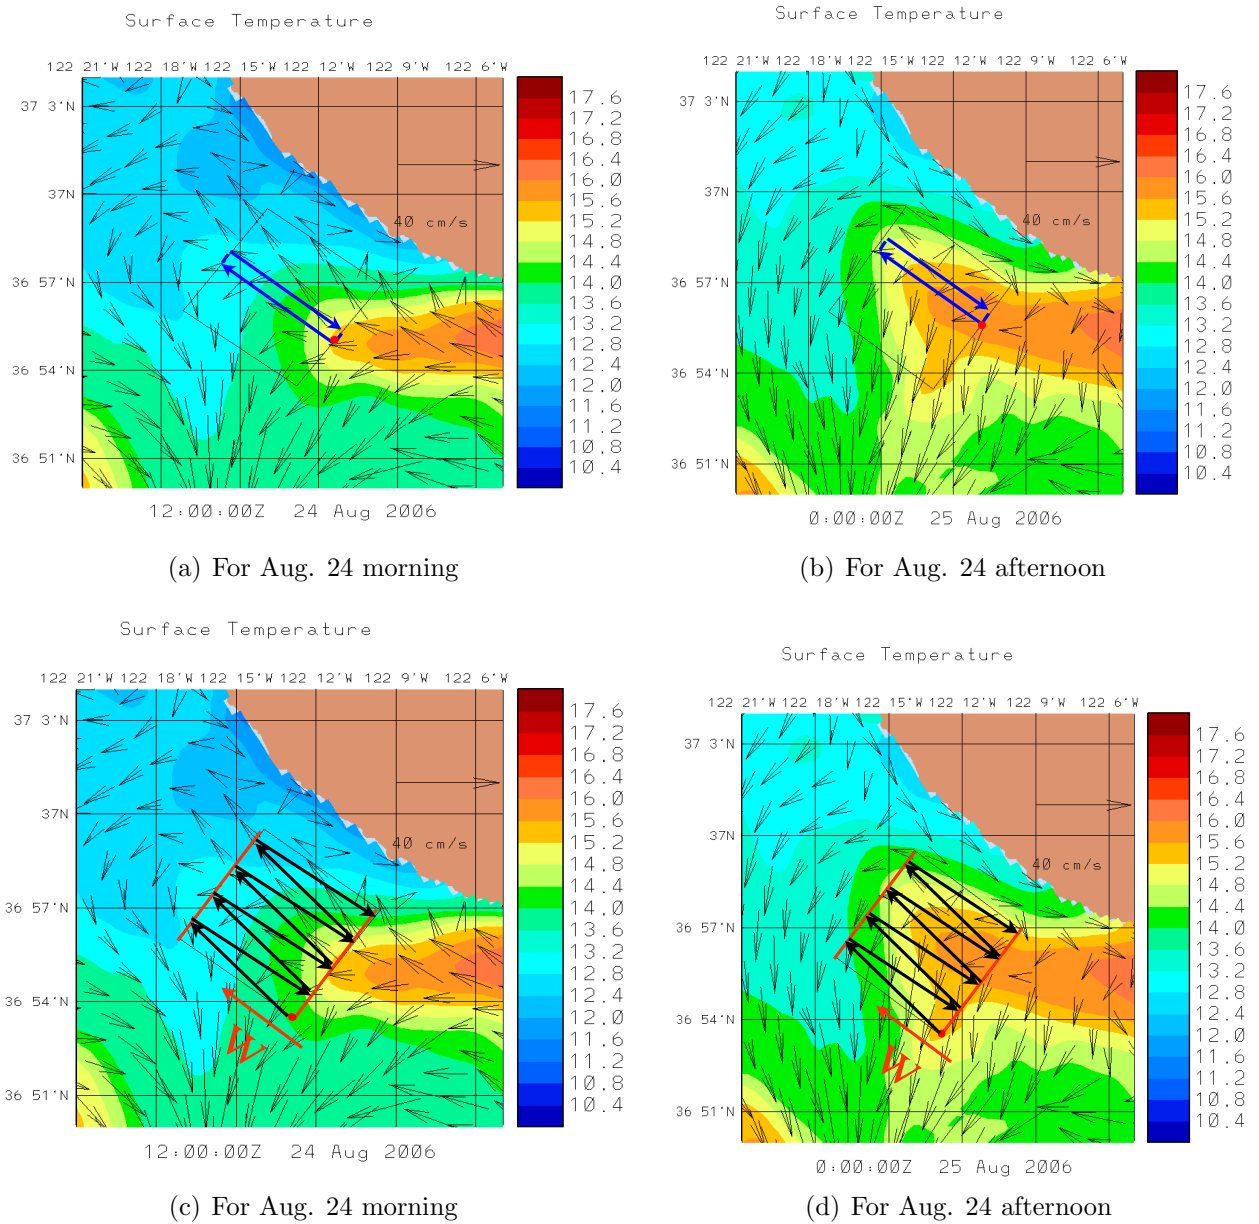 Surface Temperature
122 21'W 122 18'W 122 15'W 122 12'W 122 9'W 122 6'W
37 3'N
37N
36 57'N
36 54'N
36 51'N
40 cm/s
17.6
17.2
16.8
16.4
16.0
15.6
15.2
14.8
14.4
14.0
13.6
13.2
12.8
12.4
12.0
11.6
11.2
10.8
10.4
12:00:00Z 24 Aug 2006
(a) For Aug. 24 morning
Surface Temperature
122 21'W 122 18'W 122 15'W 122 12'W 122 9'W 122 6'W
37 3'N
37N
36 57'N
36 54'N
36 51'N
40 cm/s
17.6
17.2
16.8
16.4
16.0
15.6
15.2
14.8
14.4
14.0
13.6
13.2
12.8
12.4
12.0
11.6
11.2
10.8
10.4
0:00:00Z 25 Aug 2006
(b) For Aug. 24 afternoon
Surface Temperature
122 21'W 122 18'W 122 15'W 122 12'W 122 9'W 122 6'W
37 3'N
37N
36 57'N
36 54'N
36 51'N
40 cm/s
W
17.6
17.2
16.8
16.4
16.0
15.6
15.2
14.8
14.4
14.0
13.6
13.2
12.8
12.4
12.0
11.6
11.2
10.8
10.4
12:00:00Z 24 Aug 2006
(c) For Aug. 24 morning
Surface Temperature
122 21'W 122 18'W 122 15'W 122 12'W 122 9'W 122 6'W
37 3'N
37N
36 57'N
36 54'N
36 51'N
40 cm/s
W
17.6
17.2
16.8
16.4
16.0
15.6
15.2
14.8
14.4
14.0
13.6
13.2
12.8
12.4
12.0
11.6
11.2
10.8
10.4
0:00:00Z 25 Aug 2006
(d) For Aug. 24 afternoon